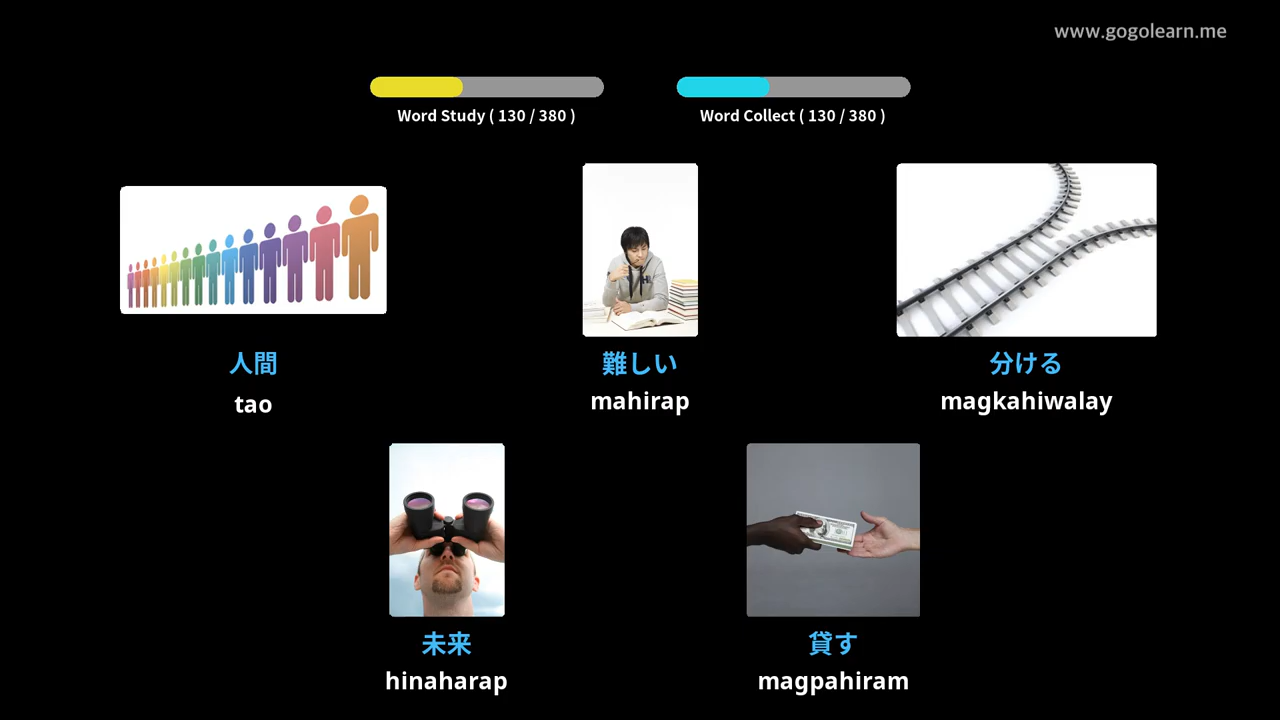 www.gogolearn.me
Word Study ( 130 / 380 )
Word Collect ( 130 / 380 )
人間
tao
難しい
mahirap
分ける
magkahiwalay
未来
hinaharap
貸す
magpahiram